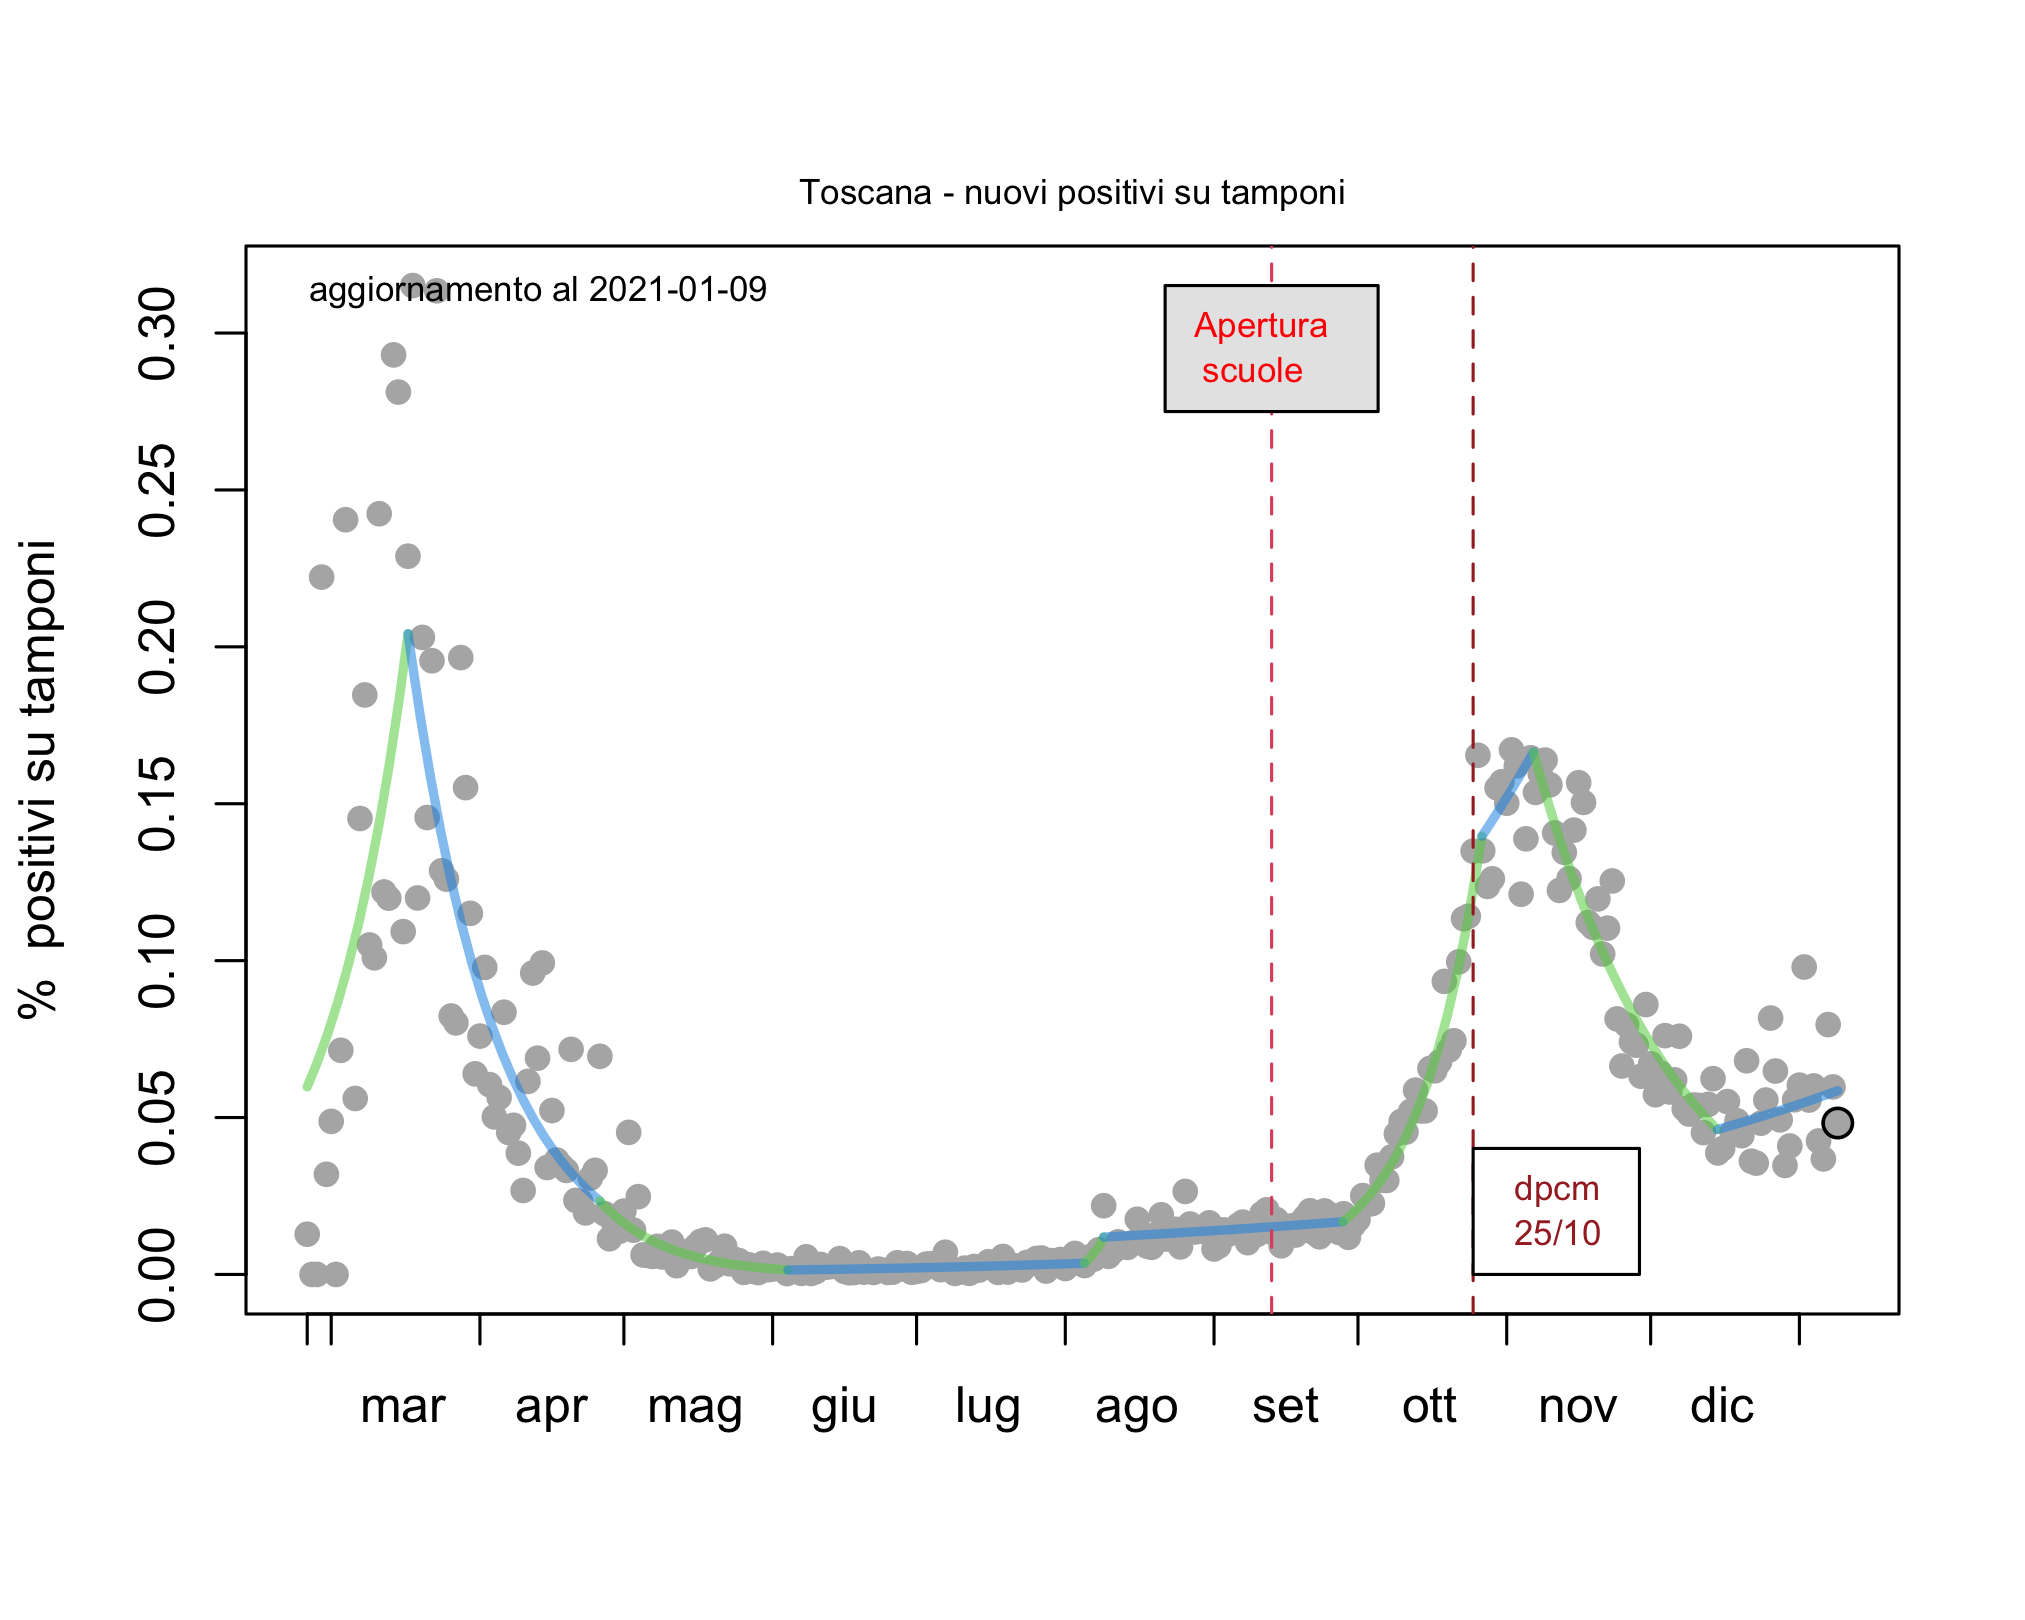 Toscana - nuovi positivi su tamponi
aggiornamento al 2021-01-09
Apertura
scuole
dpcm
25/10
% positivi su tamponi
0.30
0.25
0.20
0.15
0.10
0.05
0.00
mar apr mag giu lug ago set ott nov dic